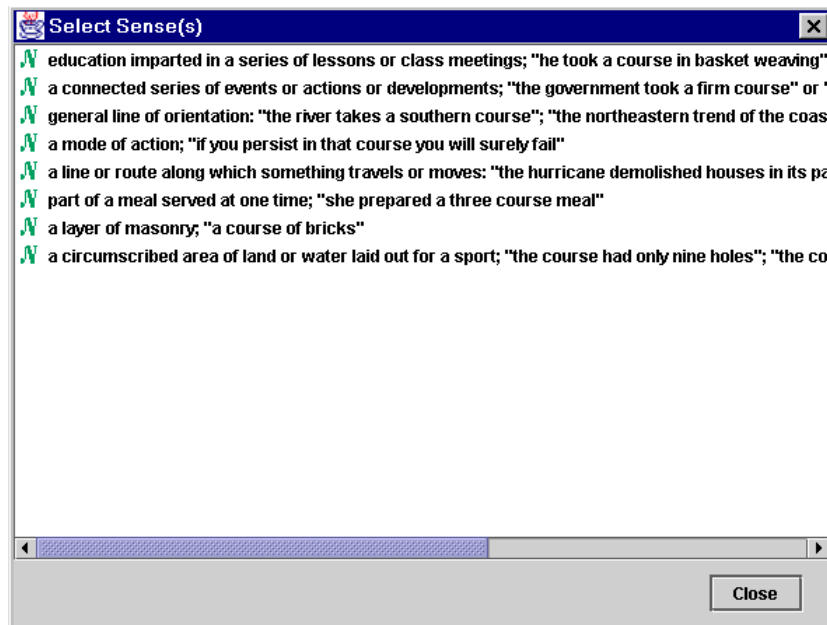 Select Sense(s)
N education imparted in a series of lessons or class meetings; "he took a course in basket weaving"
N a connected series of events or actions or developments; "the government took a firm course" or "
N general line of orientation: "the river takes a southern course"; "the northeastern trend of the coas
N a mode of action; "if you persist in that course you will surely fail"
N a line or route along which something travels or moves: "the hurricane demolished houses in its pa
N part of a meal served at one time; "she prepared a three course meal"
N a layer of masonry; "a course of bricks"
N a circumscribed area of land or water laid out for a sport; "the course had only nine holes"; "the co
Close